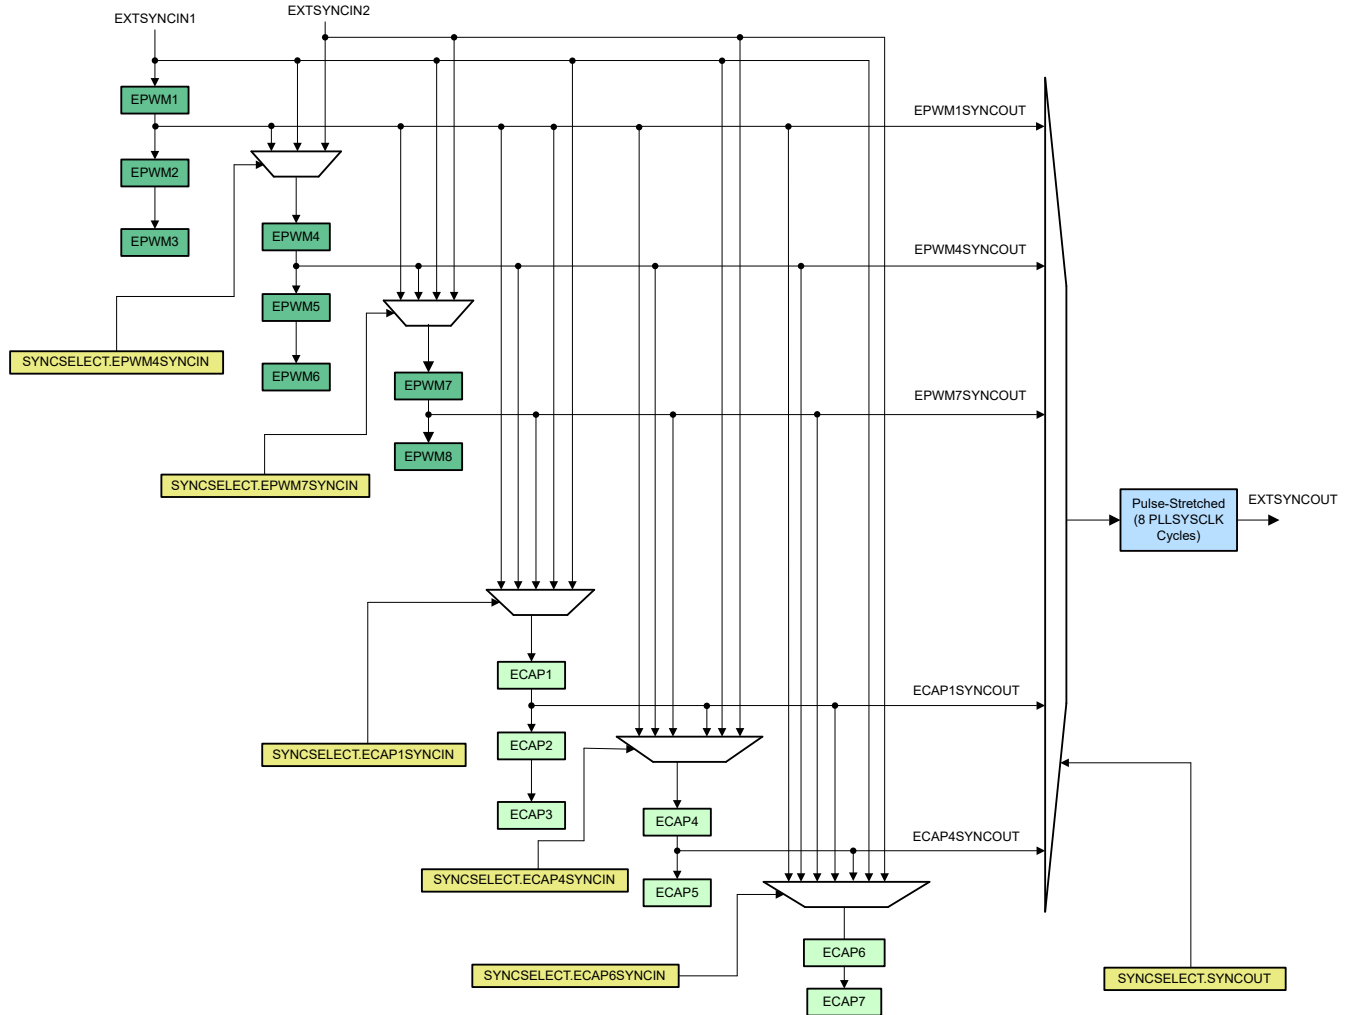 EXTSYNCIN1
EXTSYNCIN2
EPWM1
EPWM1SYNCOUT
EPWM2
EPWM3
EPWM4
EPWM4SYNCOUT
EPWM5
SYNCSELECT.EPWM4SYNCIN
EPWM6
EPWM7
EPWM7SYNCOUT
EPWM8
SYNCSELECT.EPWM7SYNCIN
Pulse-Stretched
(8 PLLSYSCLK
Cycles)
EXTSYNCOUT
ECAP1
ECAP1SYNCOUT
ECAP2
SYNCSELECT.ECAP1SYNCIN
ECAP3
ECAP4
ECAP4SYNCOUT
SYNCSELECT.ECAP4SYNCIN
ECAP5
ECAP6
SYNCSELECT.ECAP6SYNCIN
SYNCSELECT.SYNCOUT
ECAP7